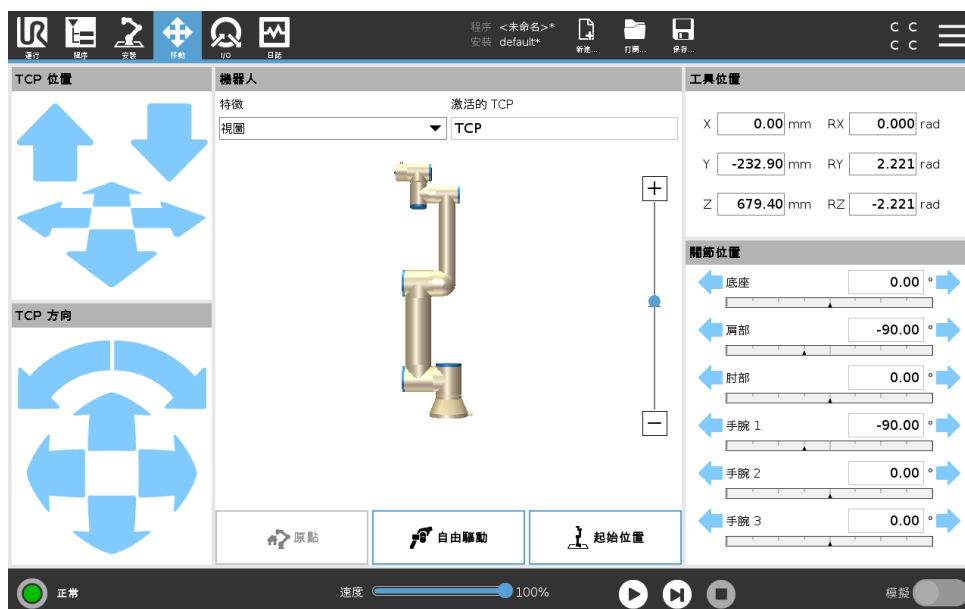 UR
運行
程序
安裝
移動
I/O
日誌
程序 <未命名>*
安裝 default*
新建...
打開...
保存...
C C
C C
TCP 位置
機器人
工具位置
特徵
激活的 TCP
視圖
TCP
X 0.00 mm RX 0.000 rad
Y -232.90 mm RY 2.221 rad
Z 679.40 mm RZ -2.221 rad
關節位置
底座 0.00 °
肩部 -90.00 °
肘部 0.00 °
手腕 1 -90.00 °
手腕 2 0.00 °
手腕 3 0.00 °
TCP 方向
原點
自由驅動
起始位置
正常
速度
100%
模擬